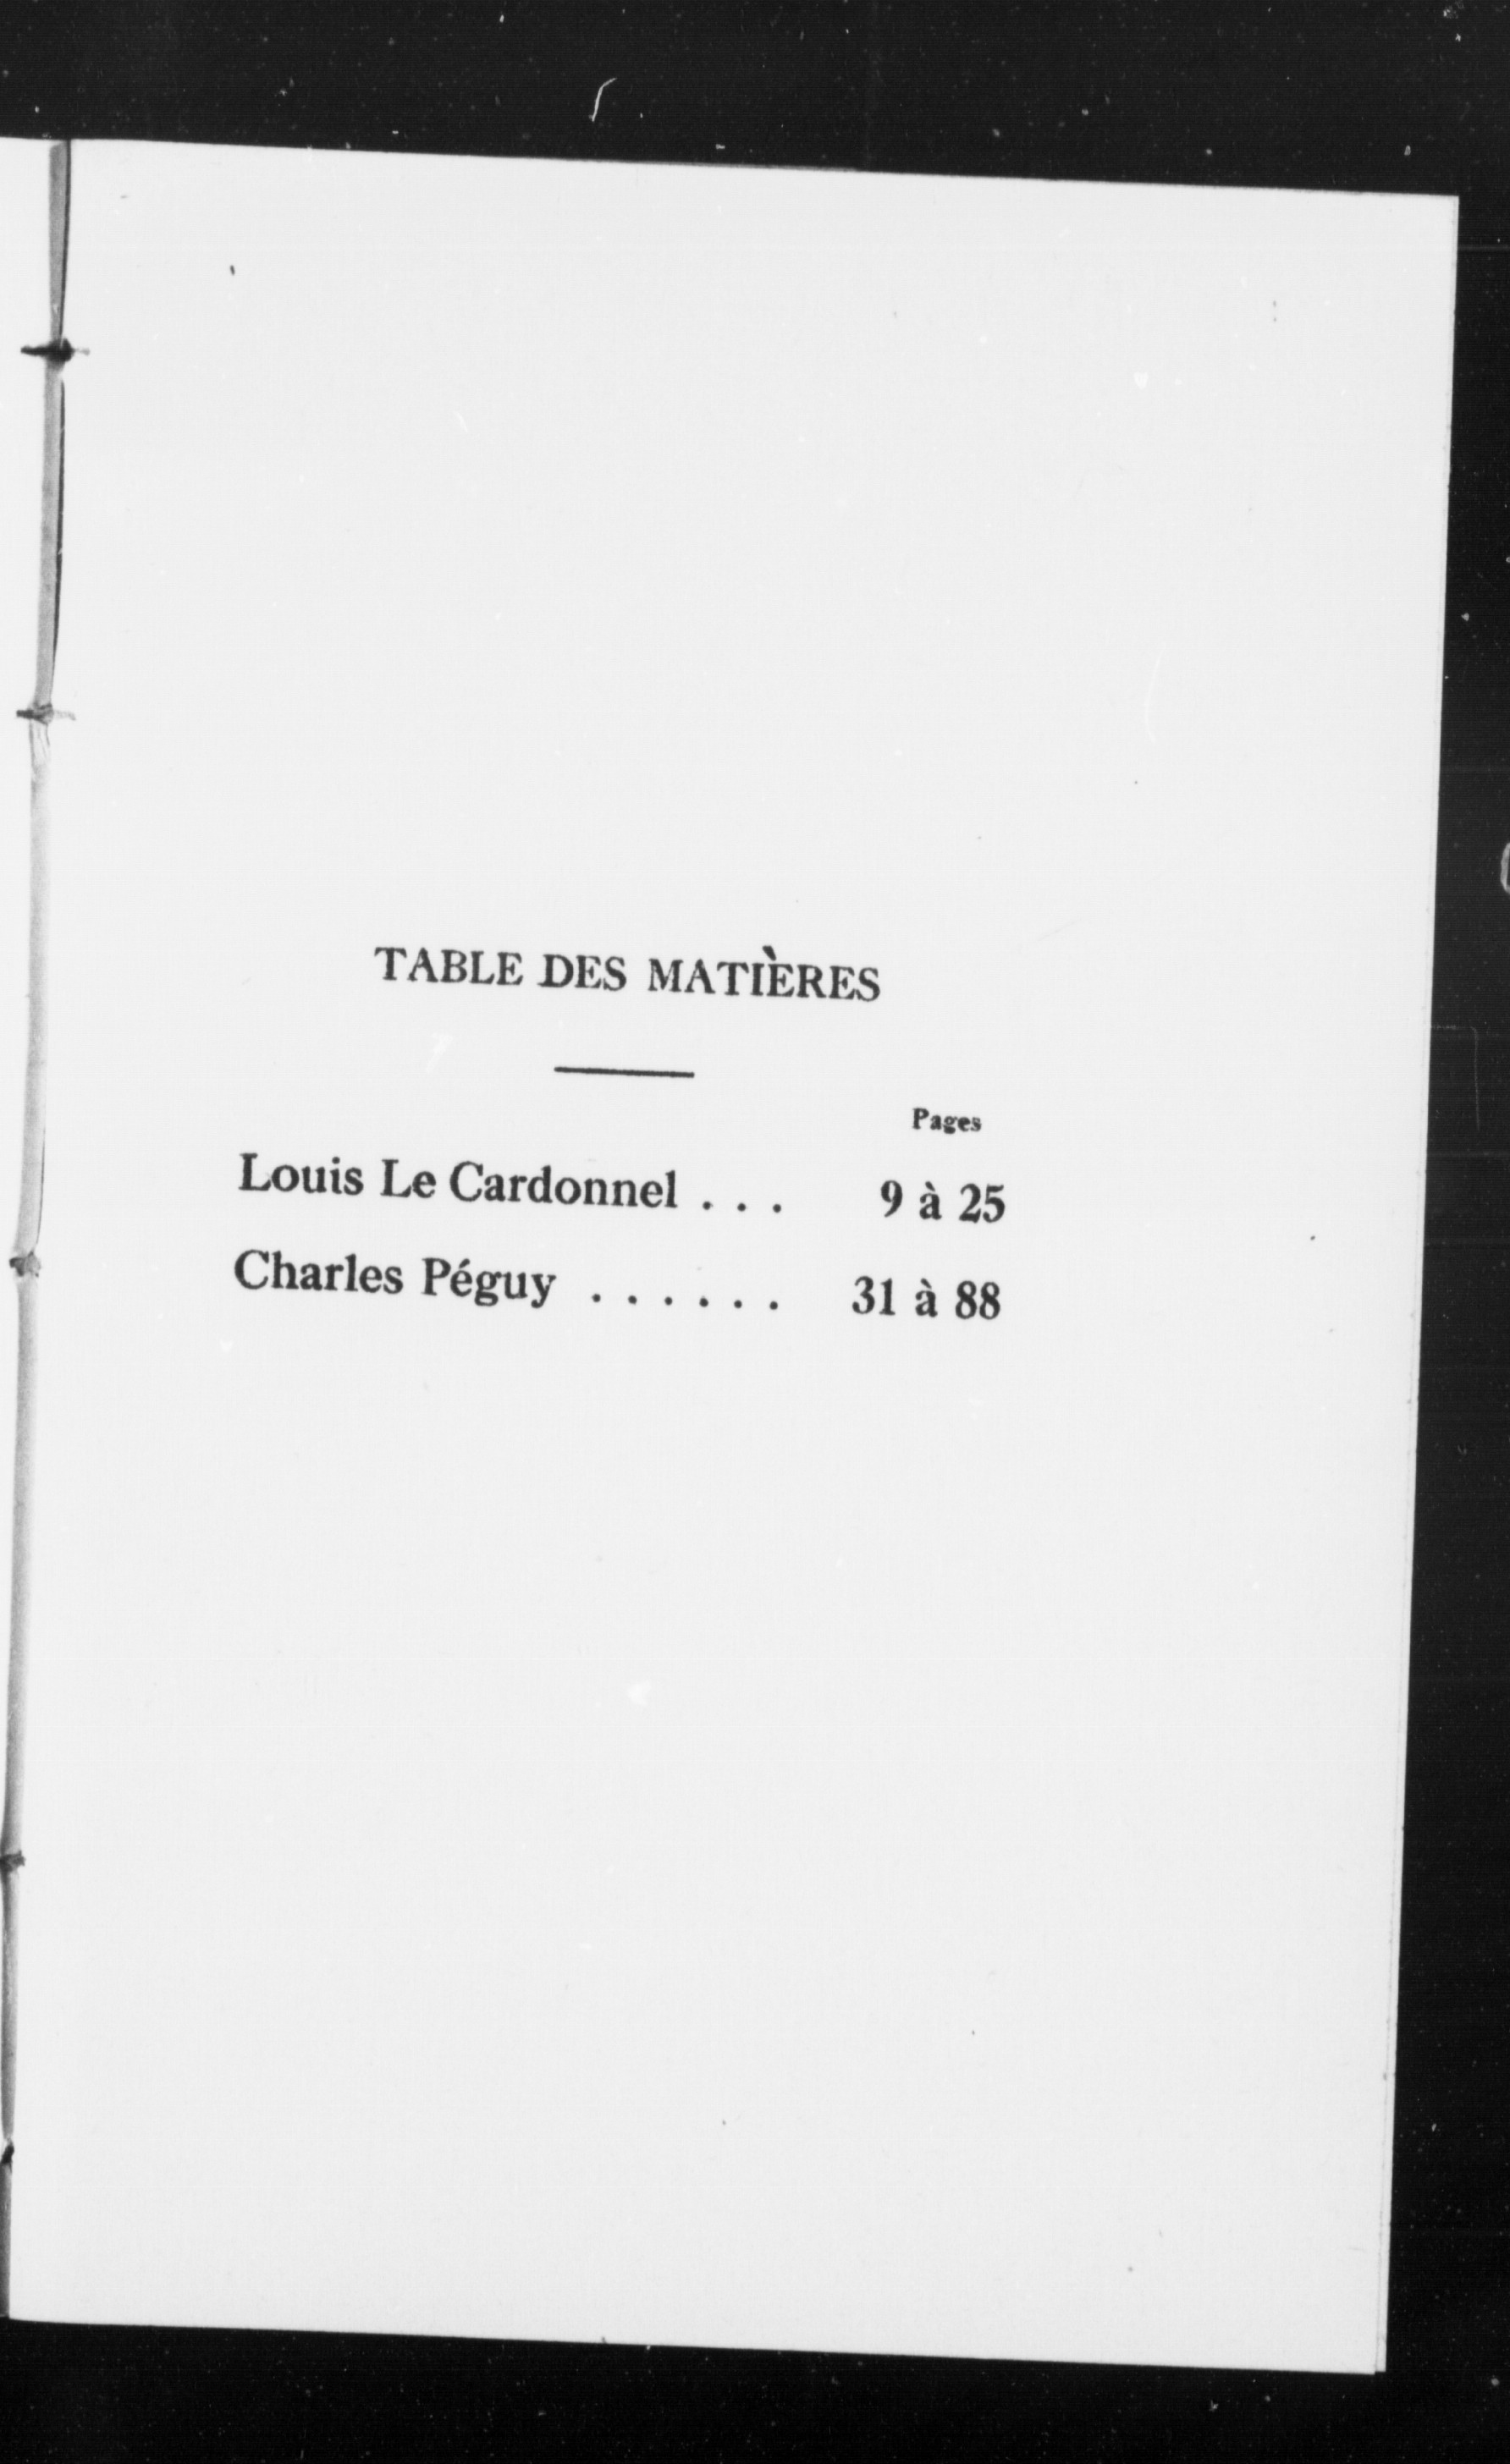 TABLE DES MATIÈRES
Pages
Louis Le Cardonnel . . . 9 à 25
Charles Péguy . . . . . . 31 à 88